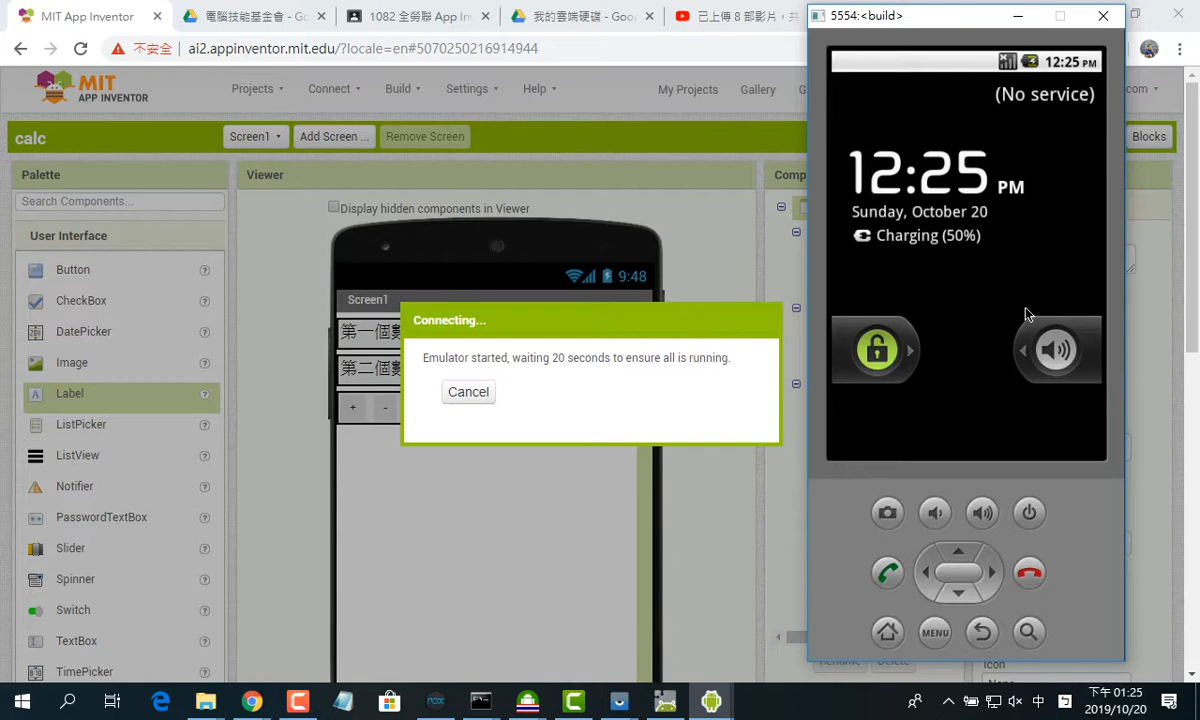 MIT App Inventor
電腦技能基金會 - Go
1082 全勞聯 App In
我的雲端硬碟 - Goo
已上傳 8 部影片，共
5554:<build>
不安全
ai2.appinventor.mit.edu/?locale=en#5070250216914944
MIT
APP INVENTOR
Projects
Connect
Build
Settings
Help
My Projects
Gallery
G
com
calc
Screen1
Add Screen ...
Remove Screen
Blocks
Palette
Search Components...
User Interface
Button
CheckBox
DatePicker
Image
Label
ListPicker
ListView
Notifier
PasswordTextBox
Slider
Spinner
Switch
TextBox
TimePicker
Viewer
Display hidden components in Viewer
9:48
Screen1
第一個數
第二個數
+
-
Connecting...
Emulator started, waiting 20 seconds to ensure all is running.
Cancel
Comp
Rename
Delete
Icon
None
12:25 PM
(No service)
12:25 PM
Sunday, October 20
Charging (50%)
MENU
中
下午 01:25
2019/10/20